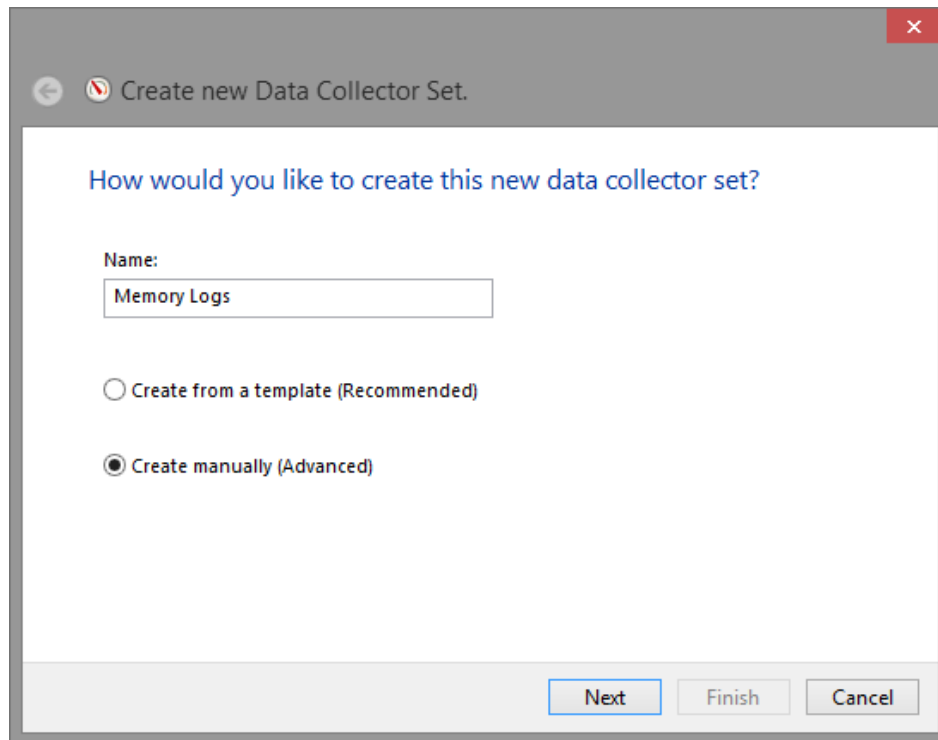 Create new Data Collector Set.
How would you like to create this new data collector set?
Name:
Memory Logs
Create from a template (Recommended)
Create manually (Advanced)
Next Finish Cancel